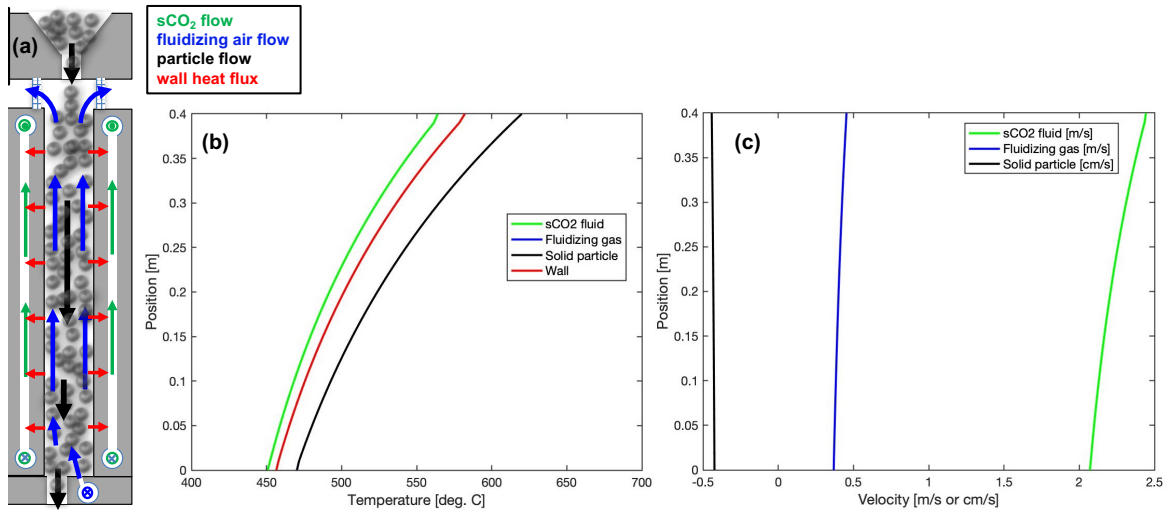 (a)
sCO₂ flow
fluidizing air flow
particle flow
wall heat flux
(b)
0.4
0.35
0.3
0.25
0.2
0.15
0.1
0.05
0
Position [m]
400 450 500 550 600 650 700
Temperature [deg. C]
sCO2 fluid
Fluidizing gas
Solid particle
Wall
(c)
0.4
0.35
0.3
0.25
0.2
0.15
0.1
0.05
0
Position [m]
-0.5 0 0.5 1 1.5 2 2.5
Velocity [m/s or cm/s]
sCO2 fluid [m/s]
Fluidizing gas [m/s]
Solid particle [cm/s]